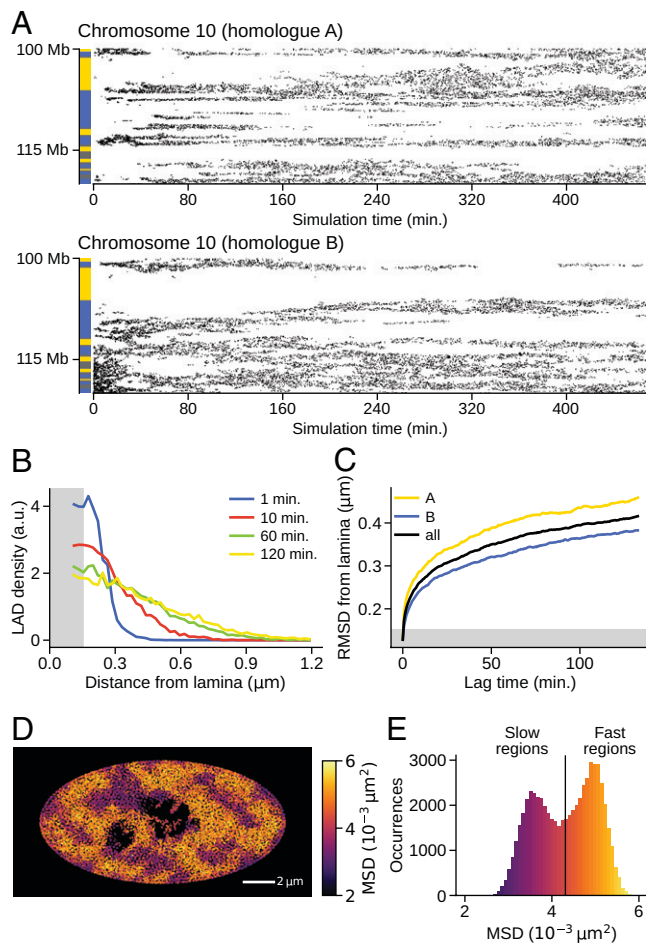 A
Chromosome 10 (homologue A)
100 Mb
115 Mb
0 80 160 240 320 400
Simulation time (min.)
Chromosome 10 (homologue B)
100 Mb
115 Mb
0 80 160 240 320 400
Simulation time (min.)
B
LAD density (a.u.)
4
2
0
1 min.
10 min.
60 min.
120 min.
0.0 0.3 0.6 0.9 1.2
Distance from lamina (μm)
C
RMSD from lamina (μm)
0.4
0.3
0.2
A
B
all
0 50 100
Lag time (min.)
D
2 μm
6
4
2
MSD (10⁻³ μm²)
E
Slow regions
Fast regions
Occurrences
3000
2000
1000
0
2 4 6
MSD (10⁻³ μm²)